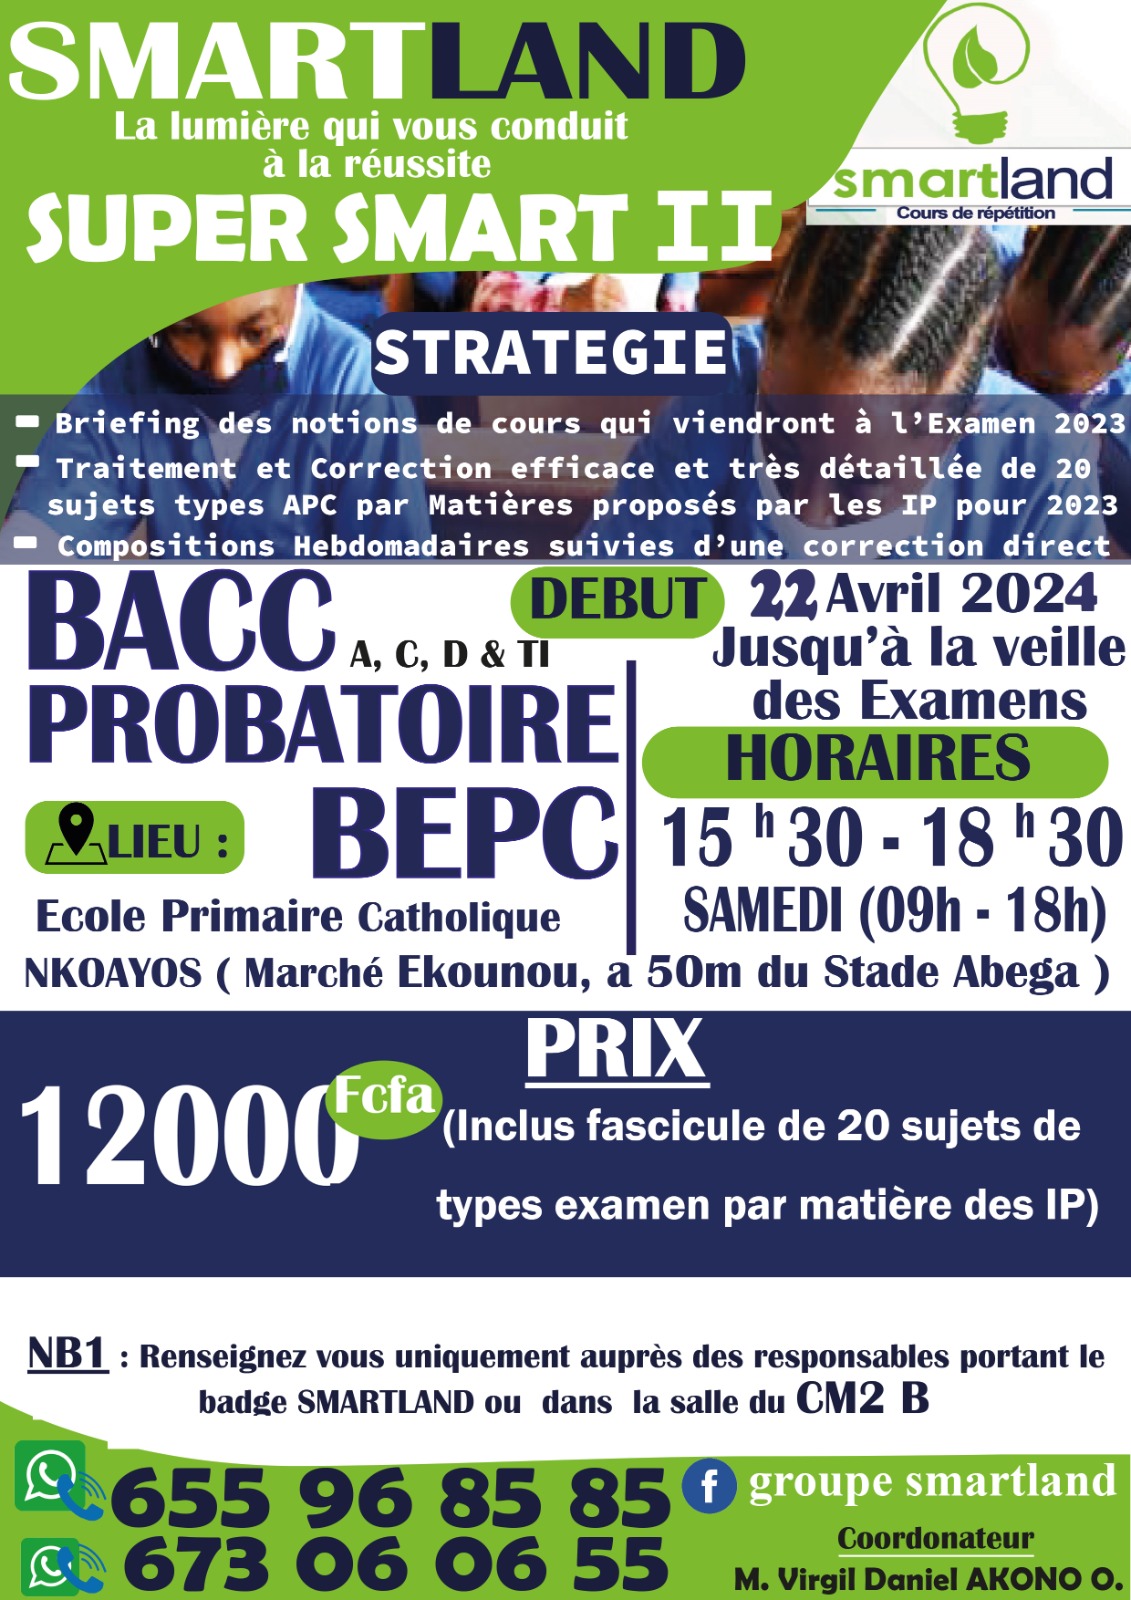 SMARTLAND
La lumière qui vous conduit
à la réussite
SUPER SMART II
smartland
Cours de répétition
STRATEGIE
- Briefing des notions de cours qui viendront à l'Examen 2023
- Traitement et Correction efficace et très détaillée de 20
sujets types APC par Matières proposés par les IP pour 2023
- Compositions Hebdomadaires suivies d'une correction direct
BACC A, C, D & TI
PROBATOIRE
BEPC
DEBUT 22 Avril 2024
Jusqu'à la veille
des Examens
HORAIRES
15 h 30 - 18 h 30
SAMEDI (09h - 18h)
LIEU :
Ecole Primaire Catholique
NKOAYOS ( Marché Ekounou, a 50m du Stade Abega )
PRIX
12000 Fcfa
(Inclus fascicule de 20 sujets de
types examen par matière des IP)
NB1 : Renseignez vous uniquement auprès des responsables portant le
badge SMARTLAND ou dans la salle du CM2 B
655 96 85 85
673 06 06 55
groupe smartland
Coordonateur
M. Virgil Daniel AKONO O.